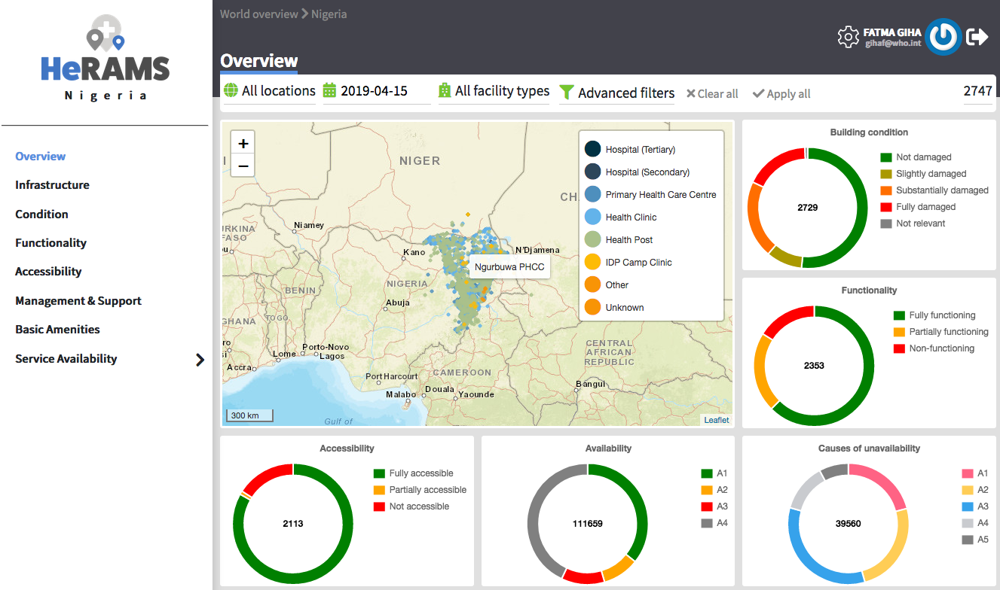 HeRAMS
Nigeria
Overview
Infrastructure
Condition
Functionality
Accessibility
Management & Support
Basic Amenities
Service Availability
World overview Nigeria
FATMA GIHA
gihaf@who.int
Overview
All locations
2019-04-15
All facility types
Advanced filters
Clear all
Apply all
2747
+
−
NIGER
CH
URKINA
FASO
Niamey
Kano
N'Djamena
Ngurbuwa PHCC
NIGERIA
BENIN
Abuja
TOGO
GHANA
Porto-Novo
Lome
Lagos
Accra
Port Harcourt
CAMEROON
CENTRAL
AFRICAN
REPUBLIC
Bangui
Malabo
Douala
Yaounde
Gulf of
300 km
Leaflet
Hospital (Tertiary)
Hospital (Secondary)
Primary Health Care Centre
Health Clinic
Health Post
IDP Camp Clinic
Other
Unknown
Building condition
2729
Not damaged
Slightly damaged
Substantially damaged
Fully damaged
Not relevant
Functionality
2353
Fully functioning
Partially functioning
Non-functioning
Accessibility
2113
Fully accessible
Partially accessible
Not accessible
Availability
111659
A1
A2
A3
A4
Causes of unavailability
39560
A1
A2
A3
A4
A5